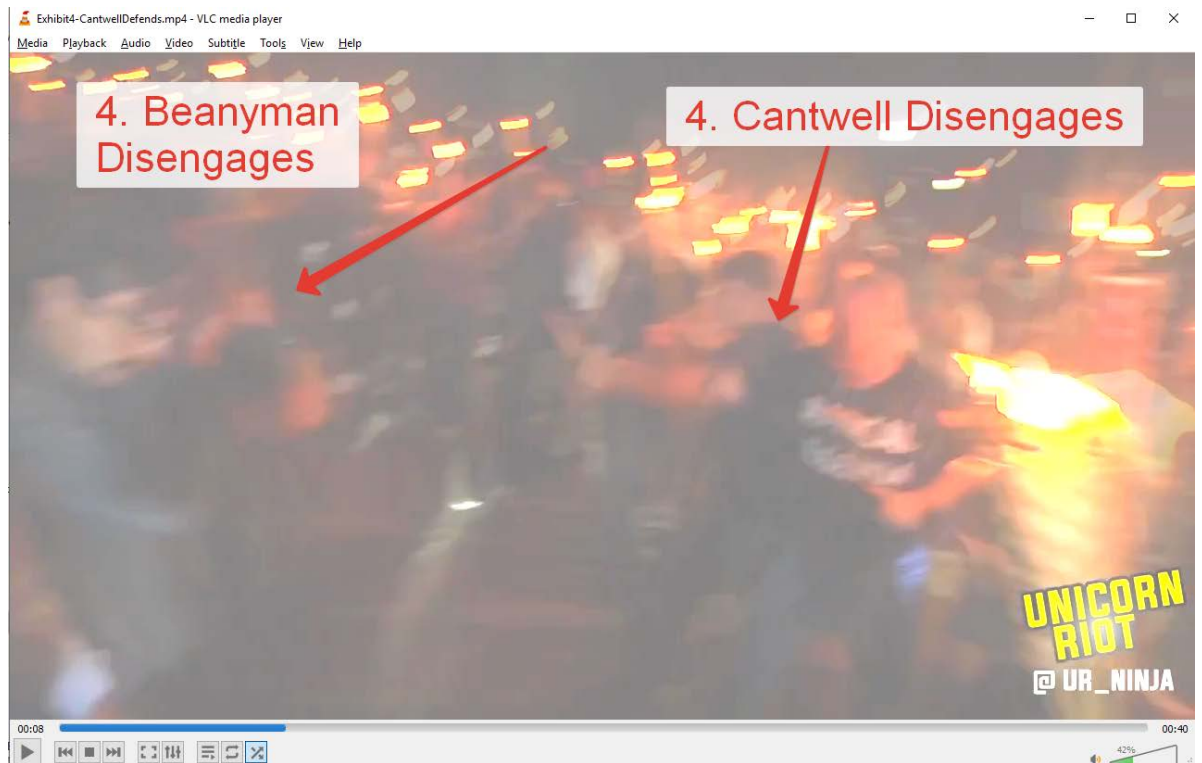 Exhibit4-CantwellDefends.mp4 - VLC media player
Media Playback Audio Video Subtitle Tools View Help
4. Beanyman
Disengages
4. Cantwell Disengages
UNICORN
RIOT
@ UR_NINJA
00:08
00:40
42%